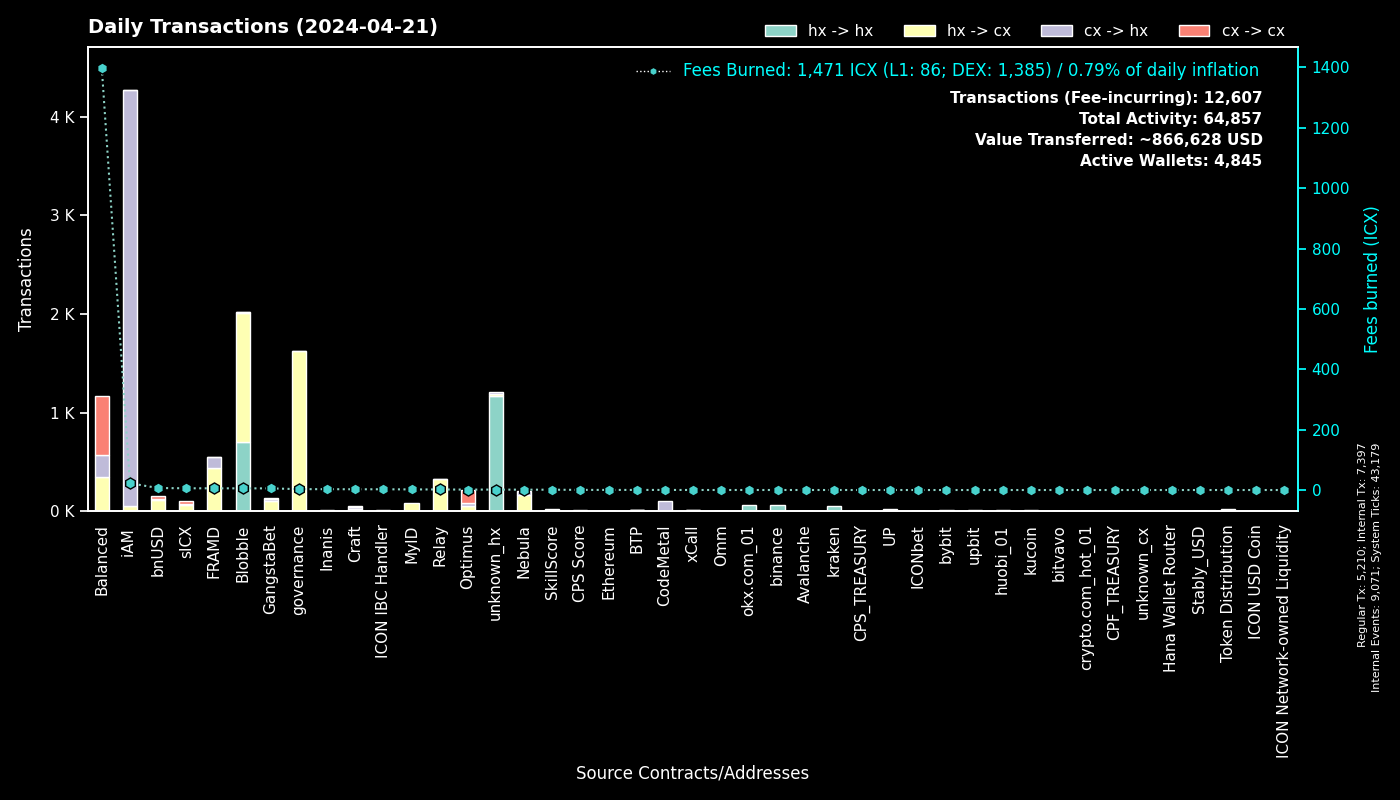 Daily Transactions (2024-04-21)
hx -> hx
hx -> cx
cx -> hx
cx -> cx
Fees Burned: 1,471 ICX (L1: 86; DEX: 1,385) / 0.79% of daily inflation
Transactions (Fee-incurring): 12,607
Total Activity: 64,857
Value Transferred: ~866,628 USD
Active Wallets: 4,845
Transactions
4 K
3 K
2 K
1 K
0 K
1400
1200
1000
800
600
400
200
0
Fees burned (ICX)
Regular Tx: 5,210; Internal Tx: 7,397
Internal Events: 9,071; System Ticks: 43,179
Balanced
iAM
bnUSD
sICX
FRAMD
Blobble
GangstaBet
governance
Inanis
Craft
ICON IBC Handler
MyID
Relay
Optimus
unknown_hx
Nebula
SkillScore
CPS Score
Ethereum
BTP
CodeMetal
xCall
Omm
okx.com_01
binance
Avalanche
kraken
CPS_TREASURY
UP
ICONbet
bybit
upbit
huobi_01
kucoin
bitvavo
crypto.com_hot_01
CPF_TREASURY
unknown_cx
Hana Wallet Router
Stably_USD
Token Distribution
ICON USD Coin
ICON Network-owned Liquidity
Source Contracts/Addresses